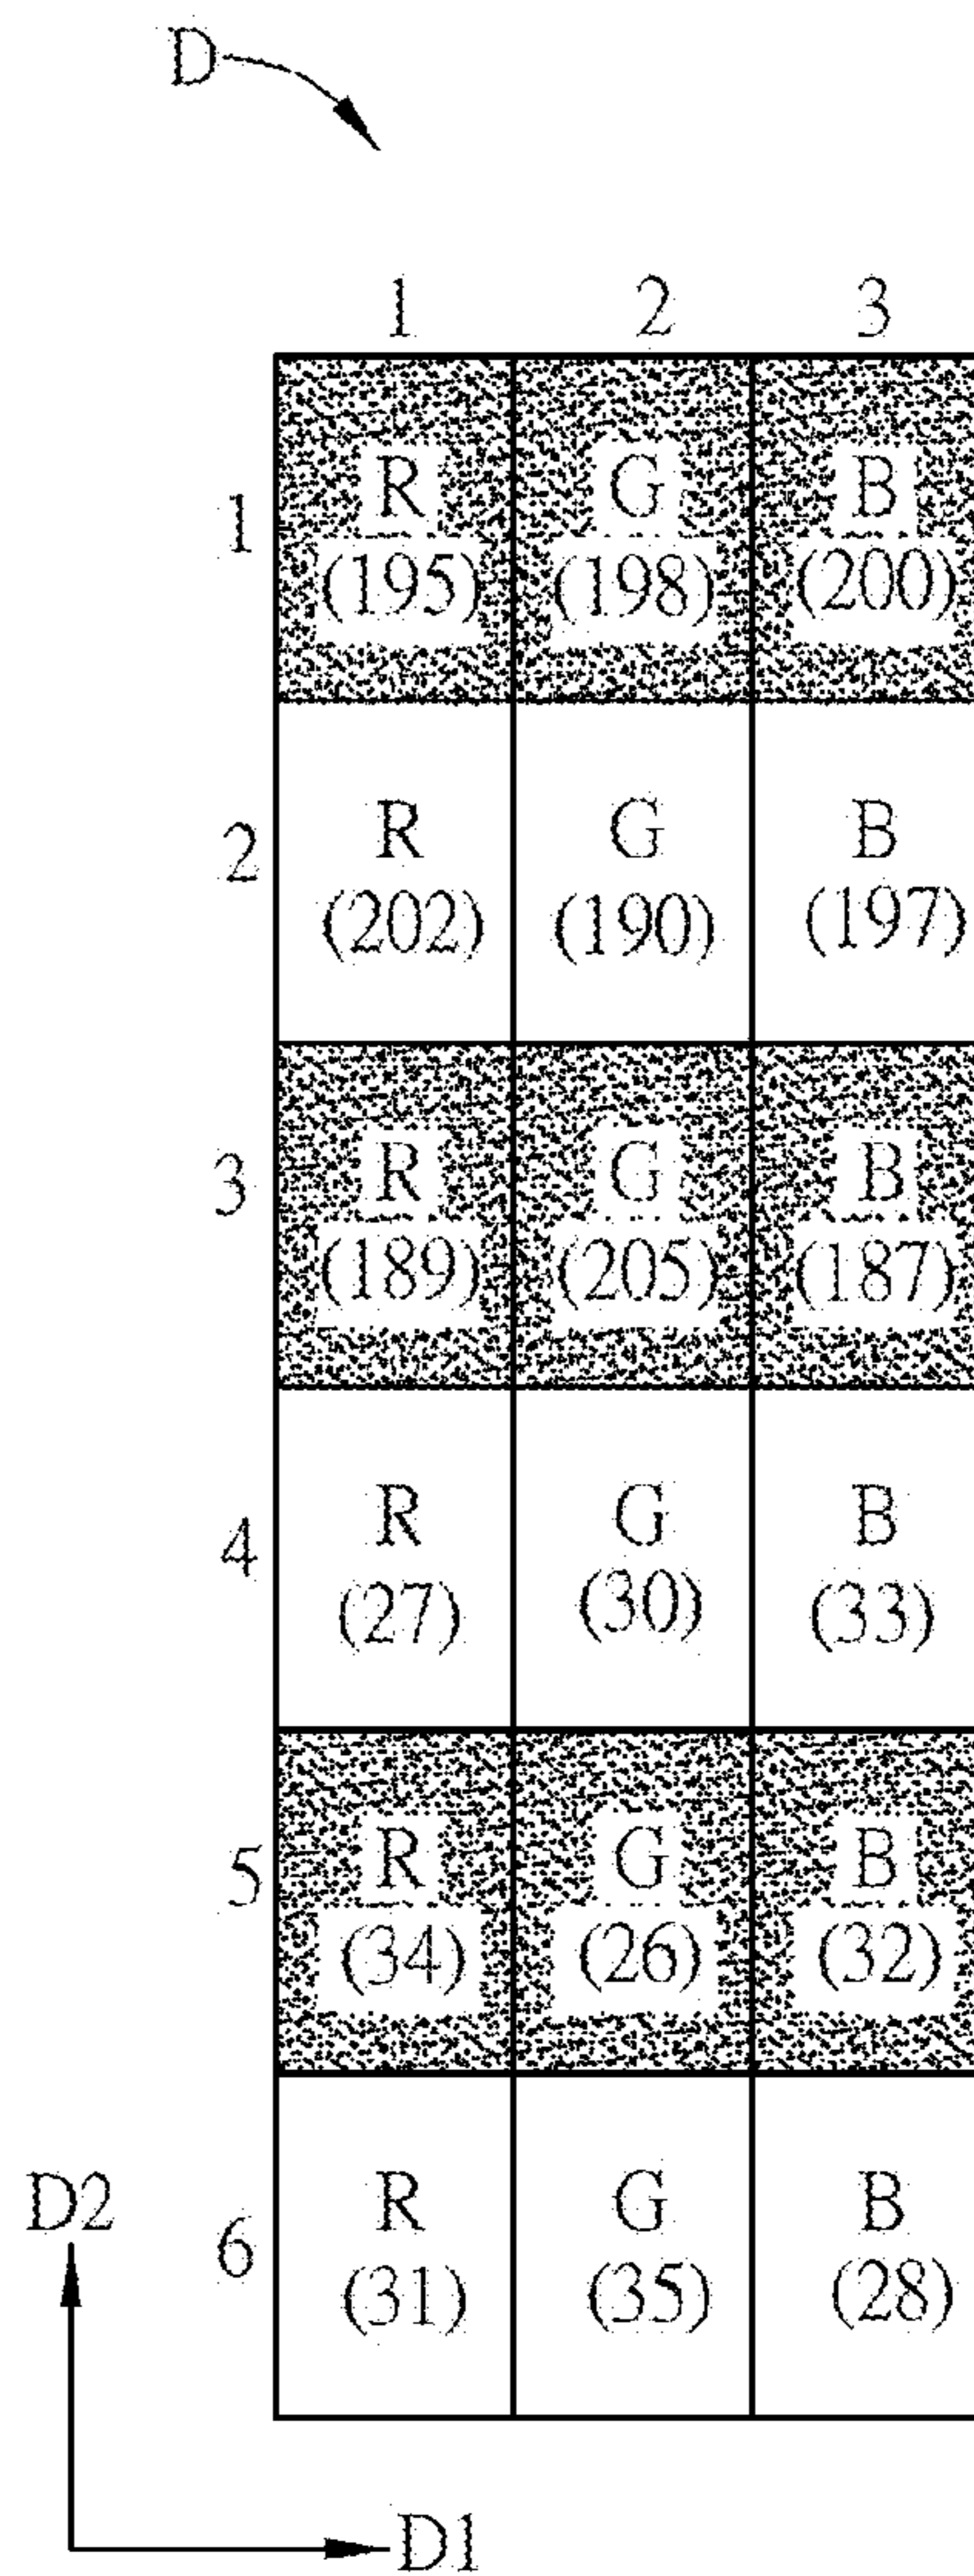 D
1 2 3
1 R G B
(195) (198) (200)
2 R G B
(202) (190) (197)
3 R G B
(189) (205) (187)
4 R G B
(27) (30) (33)
5 R G B
(34) (26) (32)
D2
6 R G B
(31) (35) (28)
D1